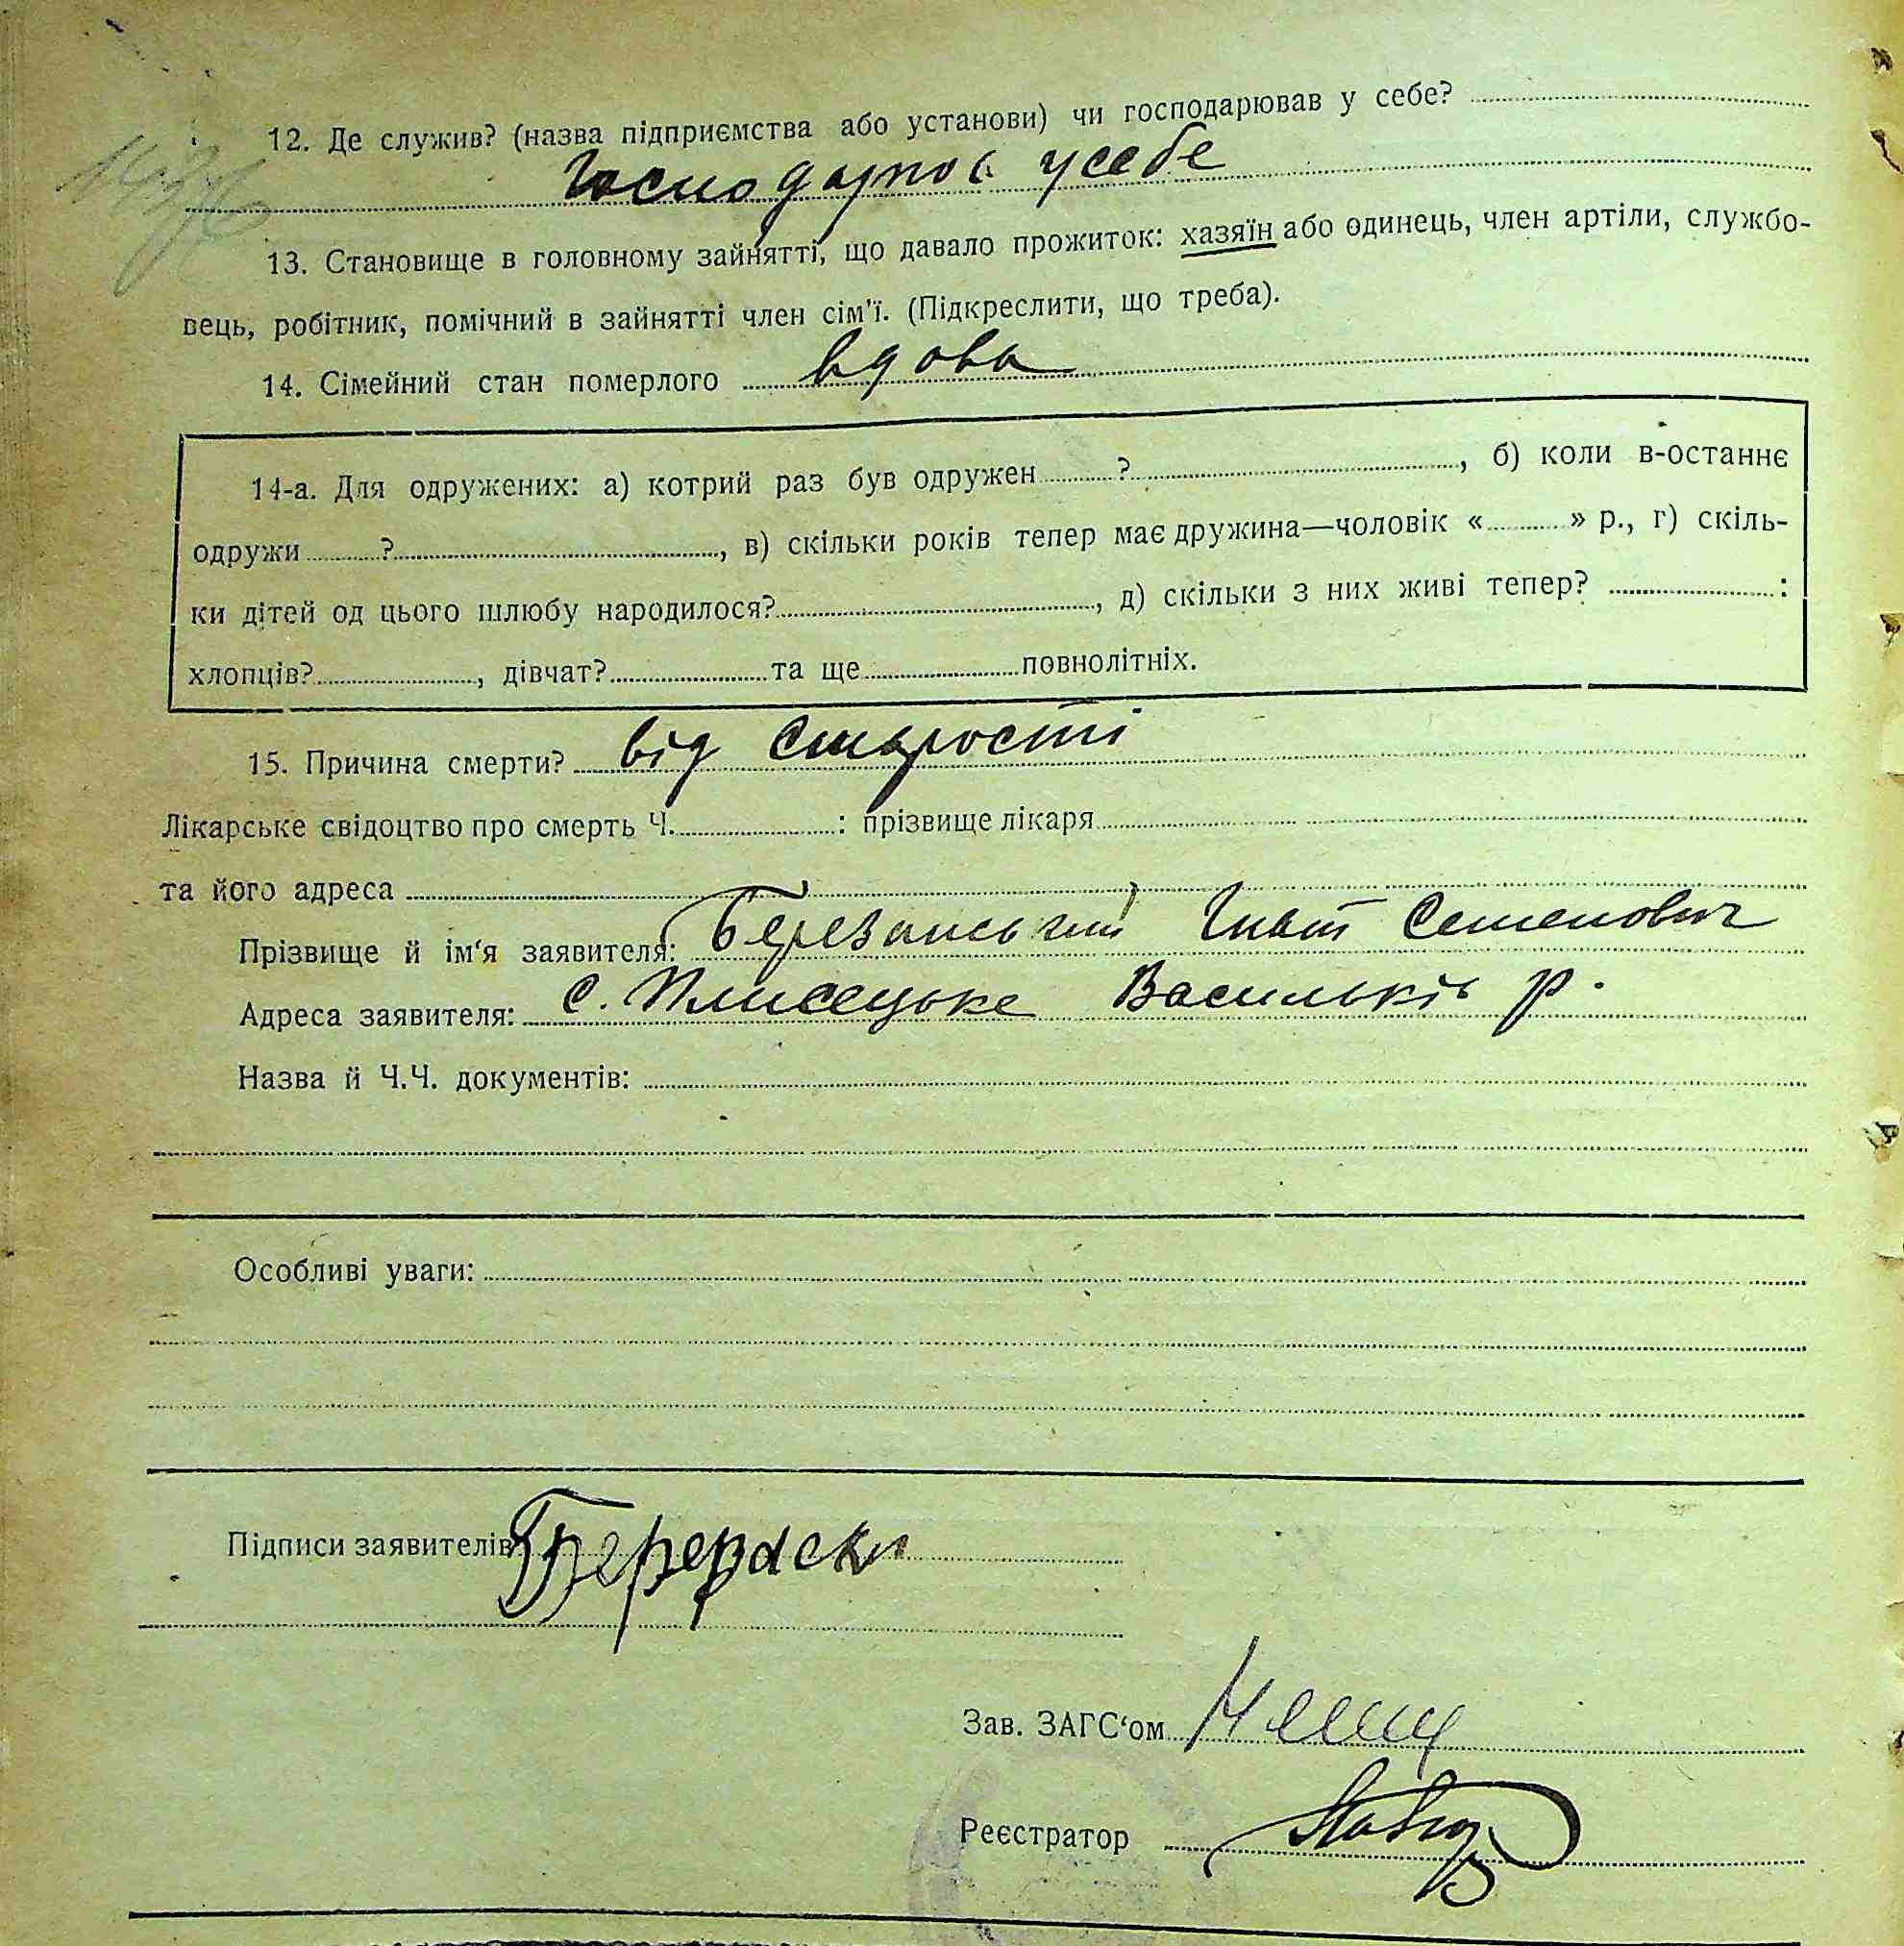 12. Де служив? (назва підприємства або установи) чи господарював у себе?
у себе
13. Становище в головному зайнятті, що давало прожиток: хазяїн або одинець, член артіли, службо-
вець, робітник, помічний в зайнятті член сім'ї. (Підкреслити, що треба).
14. Сімейний стан померлого вдова
14-а. Для одружених: а) котрий раз був одружен ?, б) коли в-останнє
одружи ?, в) скільки років тепер має дружина—чоловік « » р., г) скіль-
ки дітей од цього шлюбу народилося?, д) скільки з них живі тепер? :
хлопців?, дівчат? та ще повнолітніх.
15. Причина смерти? від старости
Лікарське свідоцтво про смерть Ч. : прізвище лікаря
та його адреса
Прізвище й ім'я заявителя: Березанський Гнат Семенович
Адреса заявителя: с. Плисецьке Васильків р.
Назва й Ч.Ч. документів:
Особливі уваги:
Підписи заявителів
Зав. ЗАГС'ом
Реєстратор